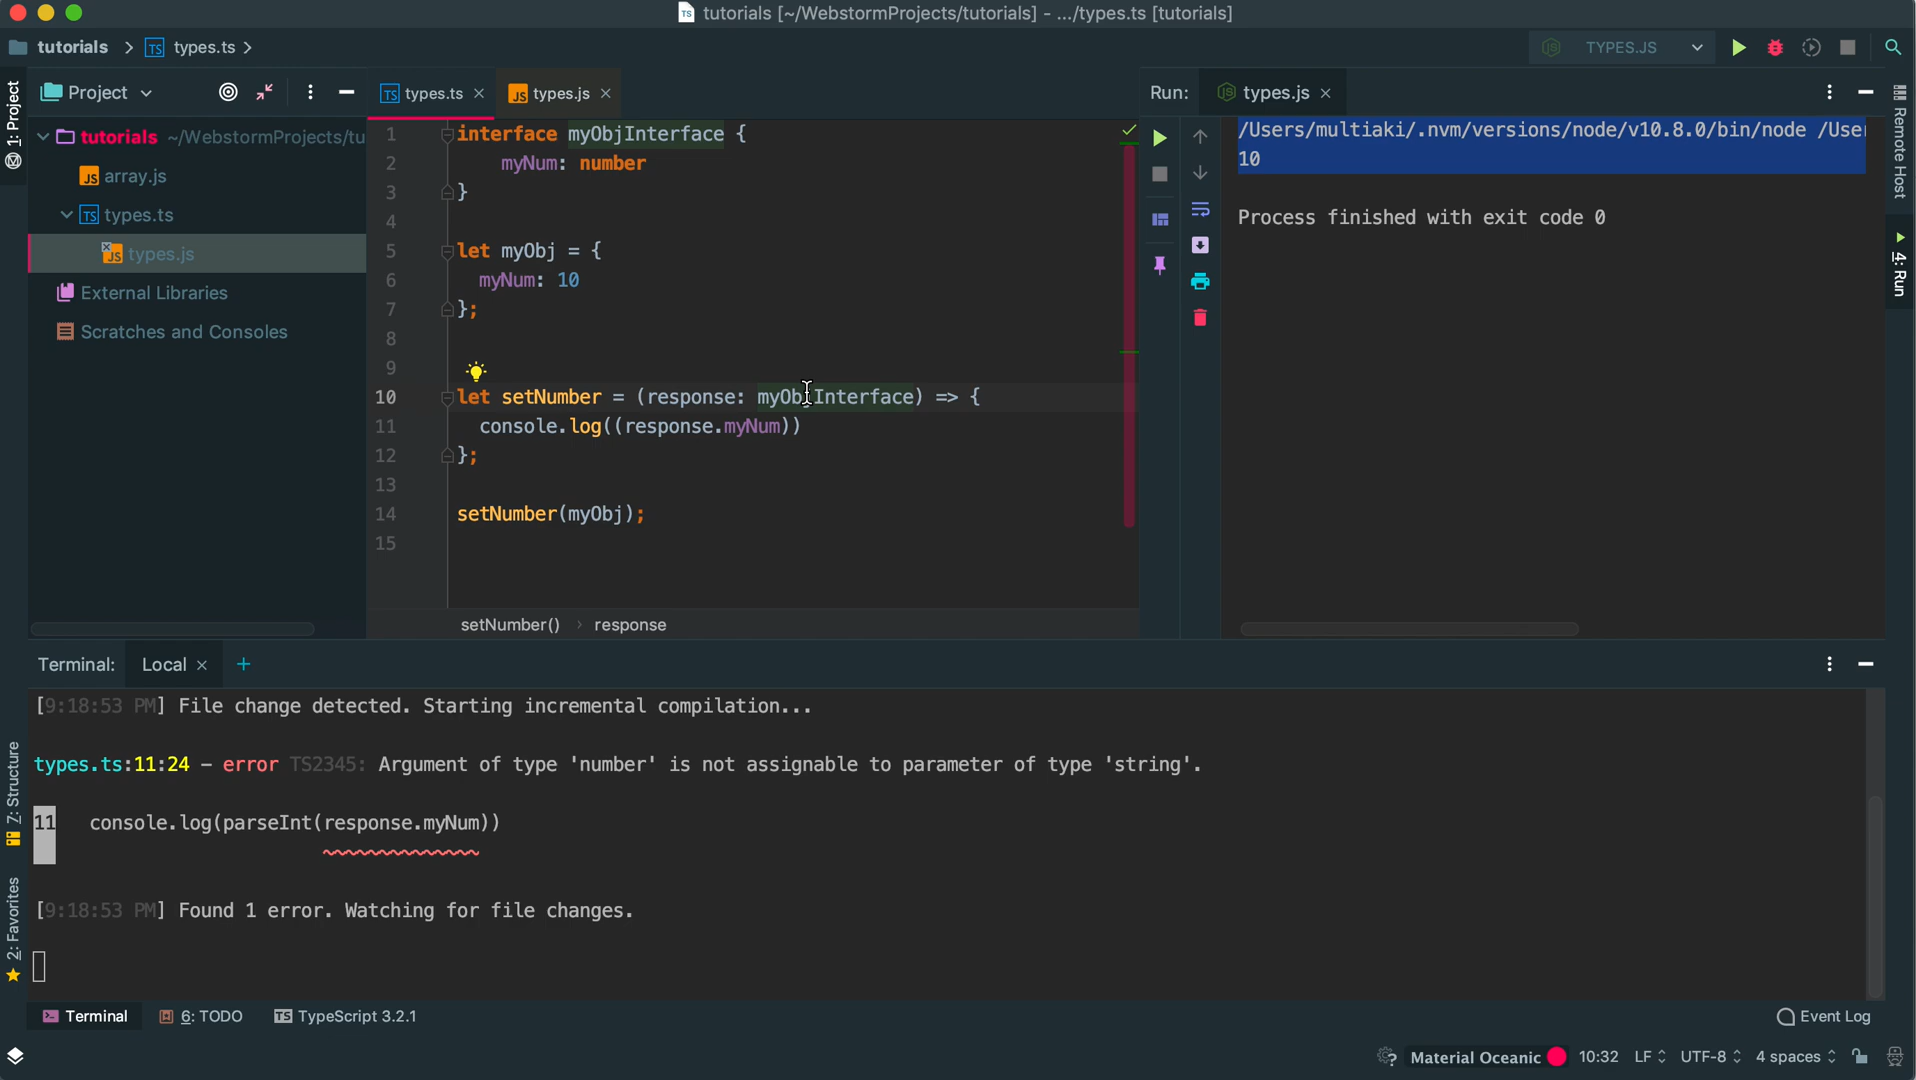 tutorials [~/WebstormProjects/tutorials] - .../types.ts [tutorials]
tutorials > TS types.ts >
TYPES.JS
1: Project
Project
tutorials ~/WebstormProjects/tu
JS array.js
TS types.ts
JS types.js
External Libraries
Scratches and Consoles
TS types.ts ×
JS types.js ×
1 interface myObjInterface {
2 myNum: number
3 }
4
5 let myObj = {
6 myNum: 10
7 };
8
9
10 let setNumber = (response: myObjInterface) => {
11 console.log((response.myNum))
12 };
13
14 setNumber(myObj);
15
setNumber() > response
Run: types.js ×
/Users/multiaki/.nvm/versions/node/v10.8.0/bin/node /User
10
Process finished with exit code 0
Remote Host
4: Run
Terminal: Local × +
[9:18:53 PM] File change detected. Starting incremental compilation...
types.ts:11:24 - error TS2345: Argument of type 'number' is not assignable to parameter of type 'string'.
11 console.log(parseInt(response.myNum))
[9:18:53 PM] Found 1 error. Watching for file changes.
7: Structure
2: Favorites
Terminal
6: TODO
TS TypeScript 3.2.1
Event Log
Material Oceanic 10:32 LF UTF-8 4 spaces